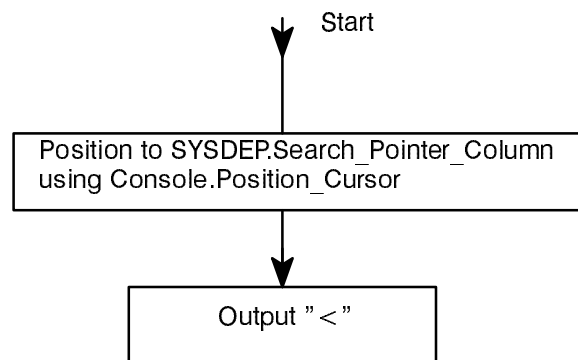 Start
Position to SYSDEP.Search_Pointer_Column
using Console.Position_Cursor
Output ”<”